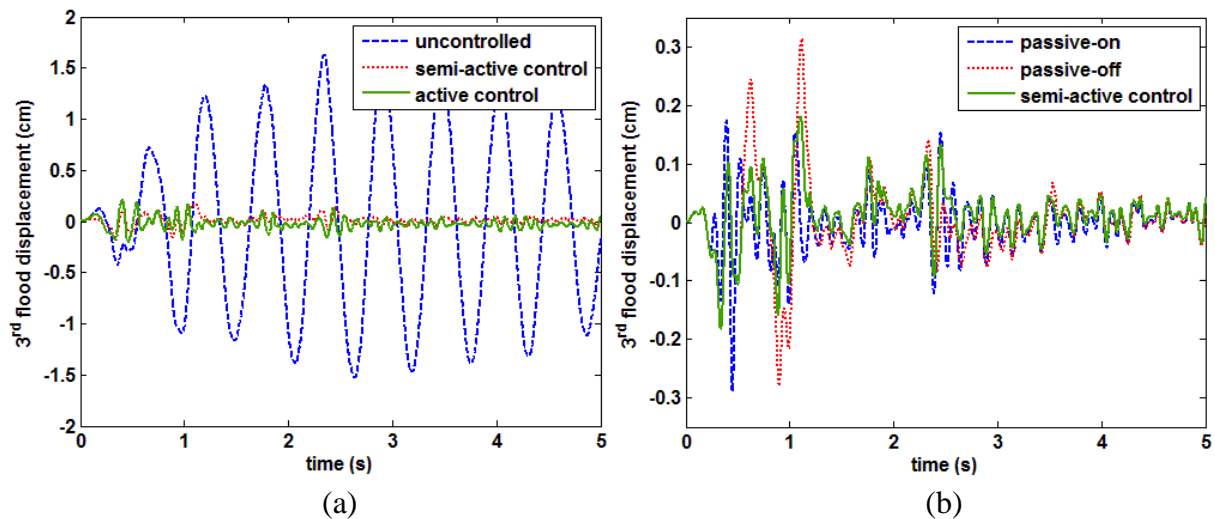 2
1.5
1
0.5
0
-0.5
-1
-1.5
-2
3rd flood displacement (cm)
uncontrolled
semi-active control
active control
0 1 2 3 4 5
time (s)
(a)
0.3
0.2
0.1
0
-0.1
-0.2
-0.3
3rd flood displacement (cm)
passive-on
passive-off
semi-active control
0 1 2 3 4 5
time (s)
(b)